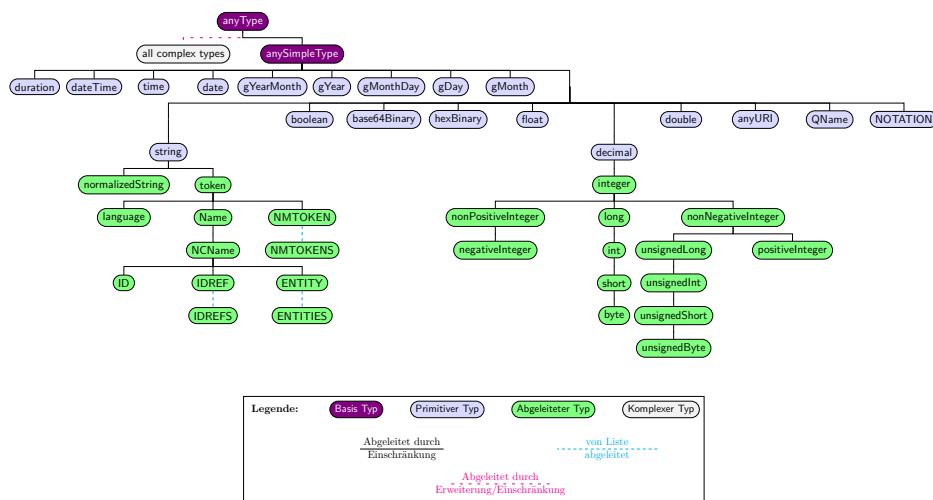 anyType
all complex types anySimpleType
duration dateTime time date gYearMonth gYear gMonthDay gDay gMonth
boolean base64Binary hexBinary float double anyURI QName NOTATION
string decimal
normalizedString token integer
language Name NMTOKEN nonPositiveInteger long nonNegativeInteger
NCName NMTOKENS negativeInteger int unsignedLong positiveInteger
ID IDREF ENTITY short unsignedInt
IDREFS ENTITIES byte unsignedShort
unsignedByte
Legende: Basis Typ Primitiver Typ Abgeleiteter Typ Komplexer Typ
Abgeleitet durch von Liste
Einschränkung abgeleitet
Abgeleitet durch
Erweiterung/Einschränkung